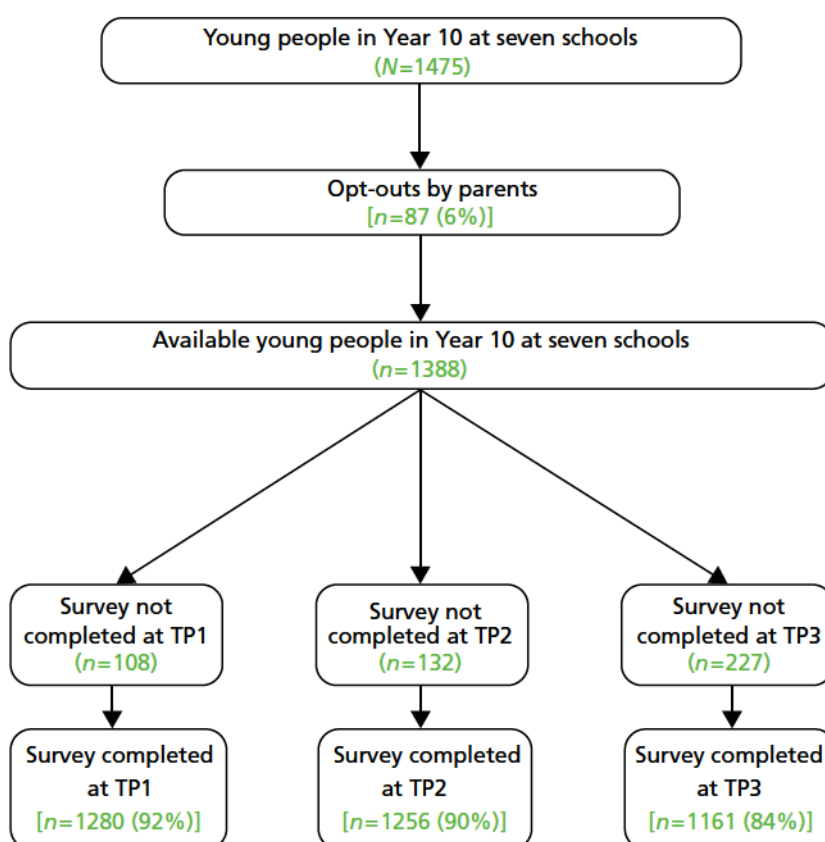 Young people in Year 10 at seven schools
(N=1475)
Opt-outs by parents
[n=87 (6%)]
Available young people in Year 10 at seven schools
(n=1388)
Survey not
completed at TP1
(n=108)
Survey not
completed at TP2
(n=132)
Survey not
completed at TP3
(n=227)
Survey completed
at TP1
[n=1280 (92%)]
Survey completed
at TP2
[n=1256 (90%)]
Survey completed
at TP3
[n=1161 (84%)]